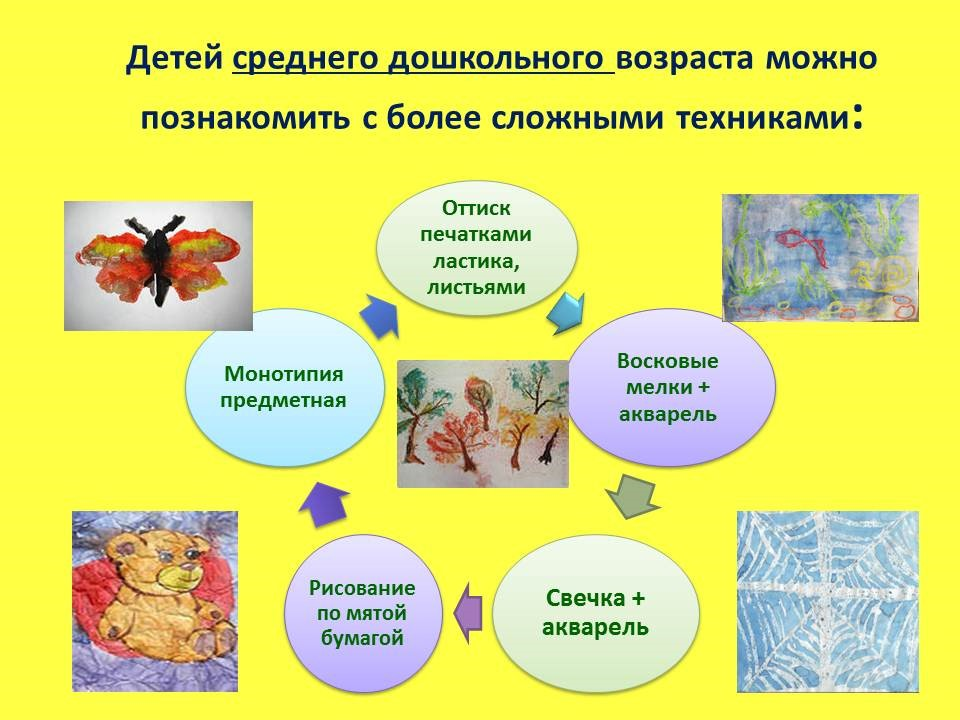 Детей среднего дошкольного возраста можно
познакомить с более сложными техниками:
Оттиск
печатками
ластика,
листьями
Восковые
мелки +
акварель
Свечка +
акварель
Рисование
по мятой
бумагой
Монотипия
предметная